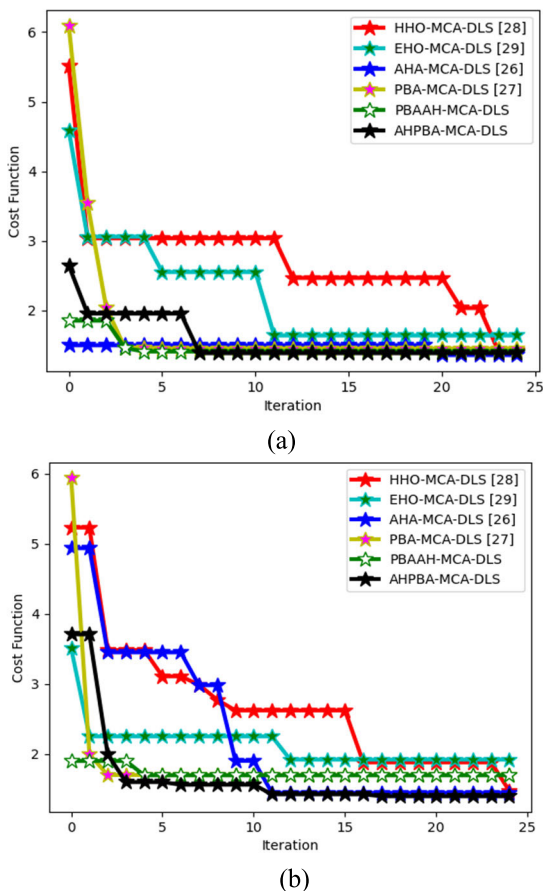 6
5
4
3
2
Cost Function
HHO-MCA-DLS [28]
EHO-MCA-DLS [29]
AHA-MCA-DLS [26]
PBA-MCA-DLS [27]
PBAAH-MCA-DLS
AHPBA-MCA-DLS
0 5 10 15 20 25
Iteration
(a)
6
5
4
3
2
Cost Function
HHO-MCA-DLS [28]
EHO-MCA-DLS [29]
AHA-MCA-DLS [26]
PBA-MCA-DLS [27]
PBAAH-MCA-DLS
AHPBA-MCA-DLS
0 5 10 15 20 25
Iteration
(b)